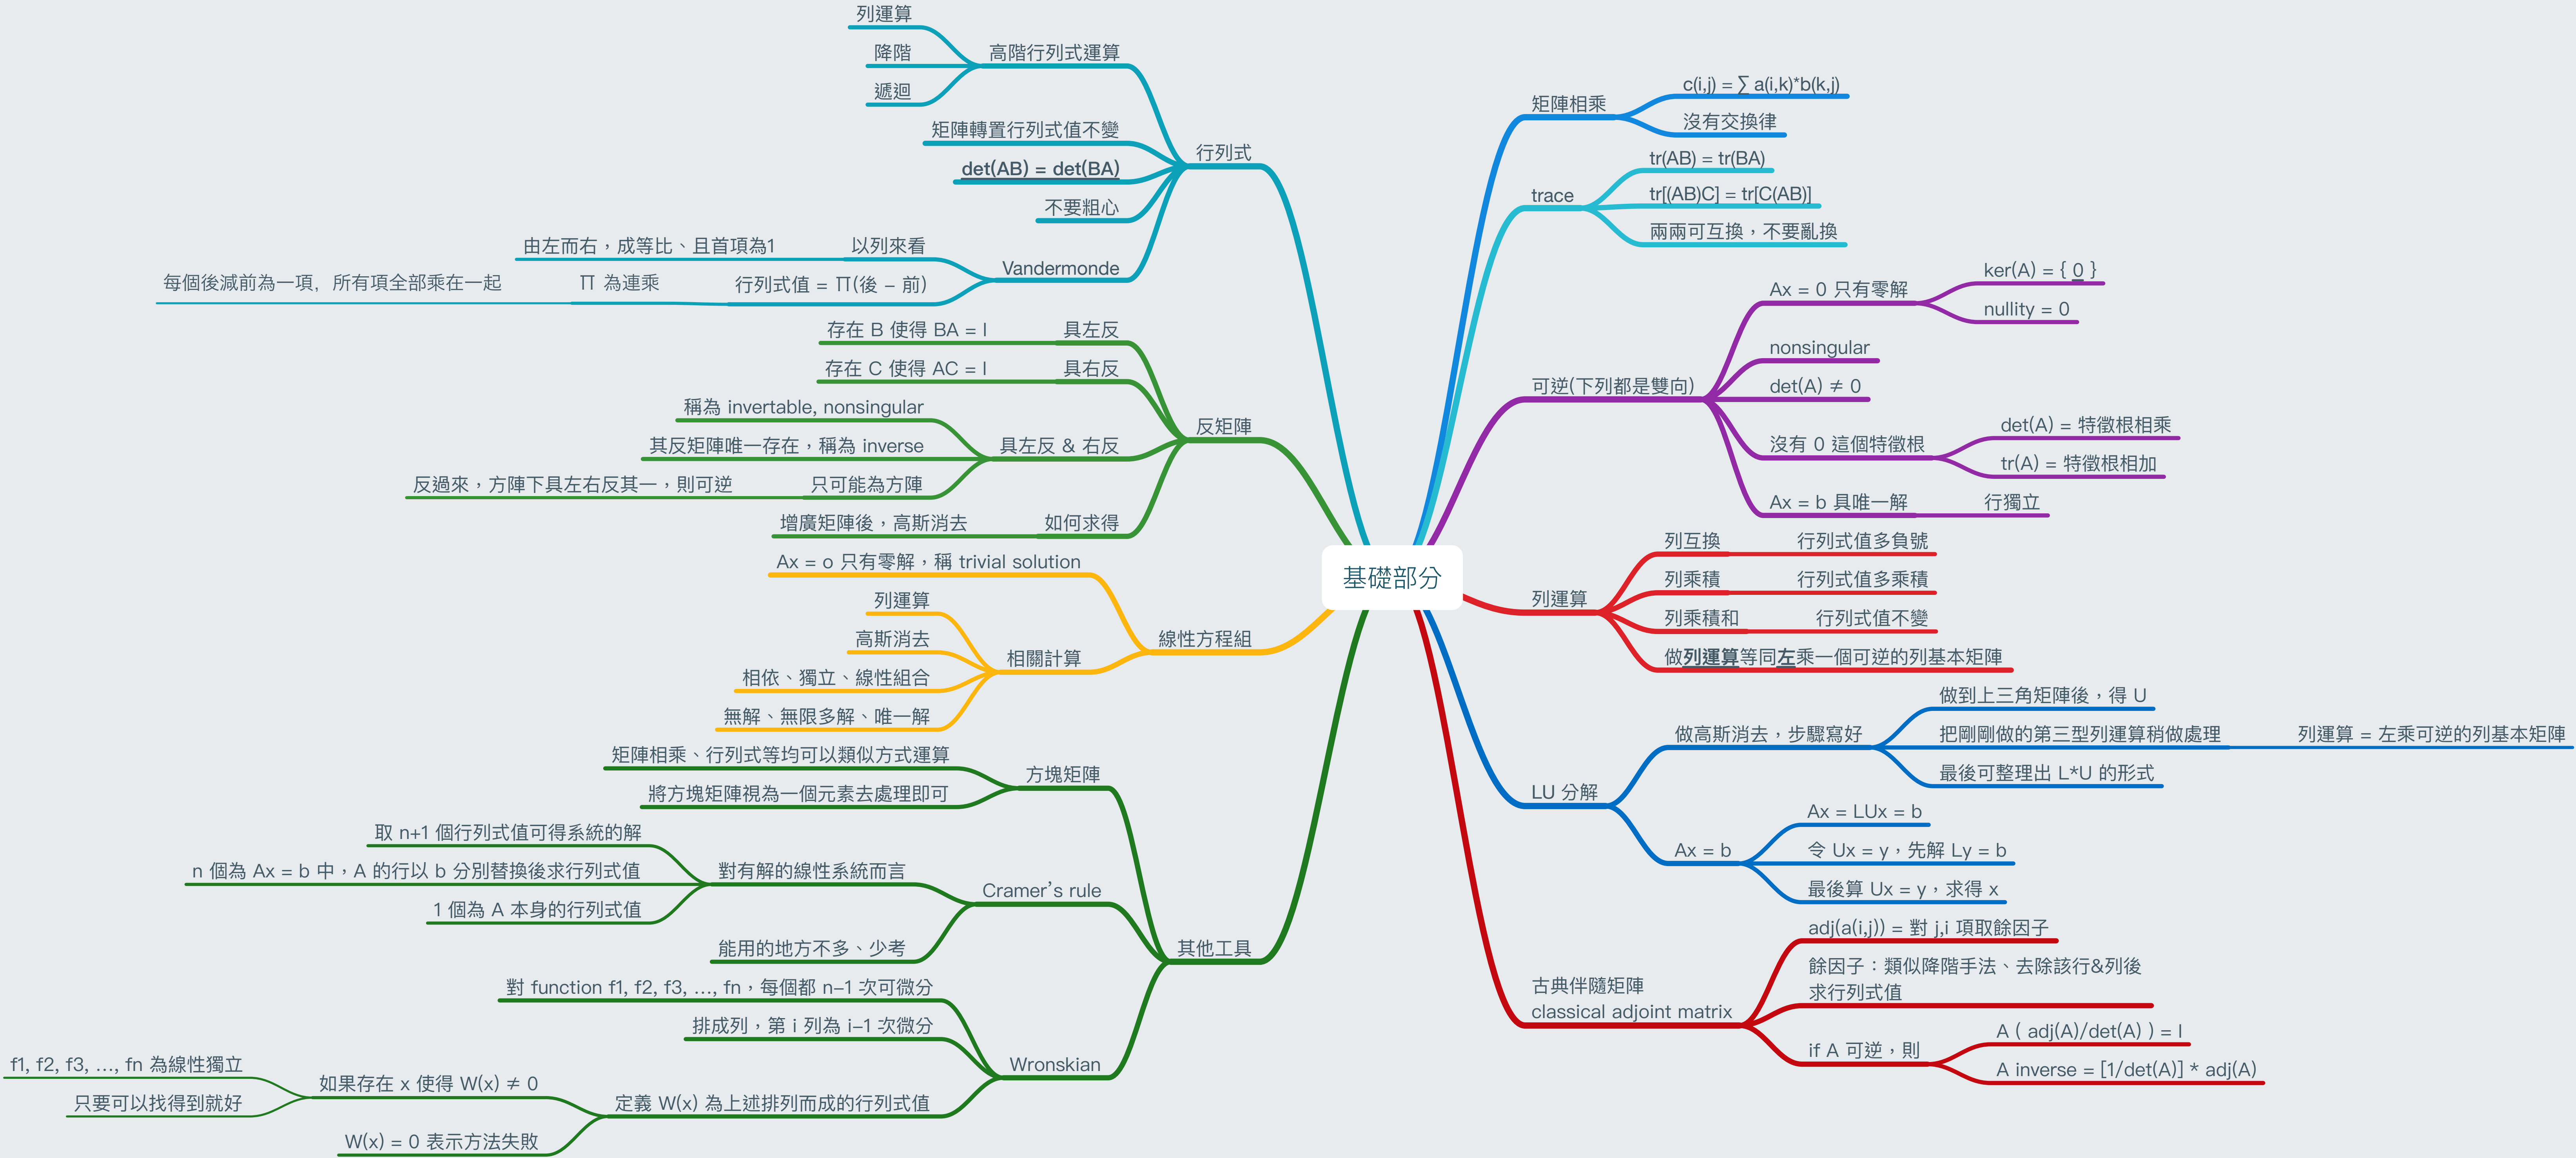 基礎部分
矩陣相乘
c(i,j) = ∑ a(i,k)*b(k,j)
沒有交換律
trace
tr(AB) = tr(BA)
tr[(AB)C] = tr[C(AB)]
兩兩可互換，不要亂換
可逆(下列都是雙向)
Ax = 0 只有零解
ker(A) = { 0 }
nullity = 0
nonsingular
det(A) ≠ 0
沒有 0 這個特徵根
det(A) = 特徵根相乘
tr(A) = 特徵根相加
Ax = b 具唯一解
行獨立
列運算
列互換
行列式值多負號
列乘積
行列式值多乘積
列乘積和
行列式值不變
做列運算等同左乘一個可逆的列基本矩陣
LU 分解
做高斯消去，步驟寫好
做到上三角矩陣後，得 U
把剛剛做的第三型列運算稍做處理
列運算 = 左乘可逆的列基本矩陣
最後可整理出 L*U 的形式
Ax = b
Ax = LUx = b
令 Ux = y，先解 Ly = b
最後算 Ux = y，求得 x
古典伴隨矩陣
classical adjoint matrix
adj(a(i,j)) = 對 j,i 項取餘因子
餘因子：類似降階手法、去除該行&列後
求行列式值
if A 可逆，則
A ( adj(A)/det(A) ) = I
A inverse = [1/det(A)] * adj(A)
行列式
高階行列式運算
列運算
降階
遞迴
矩陣轉置行列式值不變
det(AB) = det(BA)
不要粗心
Vandermonde
以列來看
由左而右，成等比、且首項為1
行列式值 = ∏(後 – 前)
∏ 為連乘
每個後減前為一項，所有項全部乘在一起
反矩陣
具左反
存在 B 使得 BA = I
具右反
存在 C 使得 AC = I
具左反 & 右反
稱為 invertable, nonsingular
其反矩陣唯一存在，稱為 inverse
只可能為方陣
反過來，方陣下具左右反其一，則可逆
如何求得
增廣矩陣後，高斯消去
線性方程組
Ax = o 只有零解，稱 trivial solution
相關計算
列運算
高斯消去
相依、獨立、線性組合
無解、無限多解、唯一解
其他工具
方塊矩陣
矩陣相乘、行列式等均可以類似方式運算
將方塊矩陣視為一個元素去處理即可
Cramer's rule
對有解的線性系統而言
取 n+1 個行列式值可得系統的解
n 個為 Ax = b 中，A 的行以 b 分別替換後求行列式值
1 個為 A 本身的行列式值
能用的地方不多、少考
Wronskian
對 function f1, f2, f3, ..., fn，每個都 n–1 次可微分
排成列，第 i 列為 i–1 次微分
定義 W(x) 為上述排列而成的行列式值
如果存在 x 使得 W(x) ≠ 0
f1, f2, f3, ..., fn 為線性獨立
只要可以找得到就好
W(x) = 0 表示方法失敗